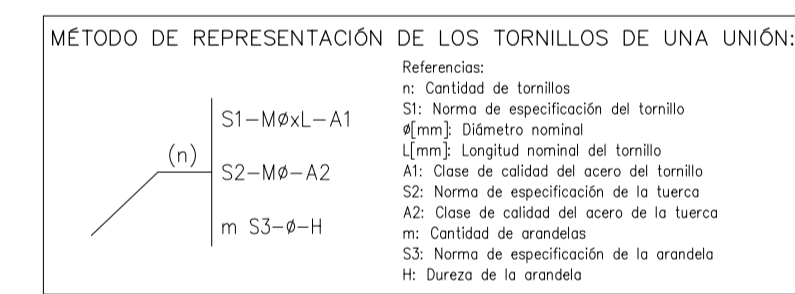 MÉTODO DE REPRESENTACIÓN DE LOS TORNILLOS DE UNA UNIÓN:
(n)
S1-MØxL-A1
S2-MØ-A2
m S3-Ø-H
Referencias:
n: Cantidad de tornillos
S1: Norma de especificación del tornillo
Ø[mm]: Diámetro nominal
L[mm]: Longitud nominal del tornillo
A1: Clase de calidad del acero del tornillo
S2: Norma de especificación de la tuerca
A2: Clase de calidad del acero de la tuerca
m: Cantidad de arandelas
S3: Norma de especificación de la arandela
H: Dureza de la arandela